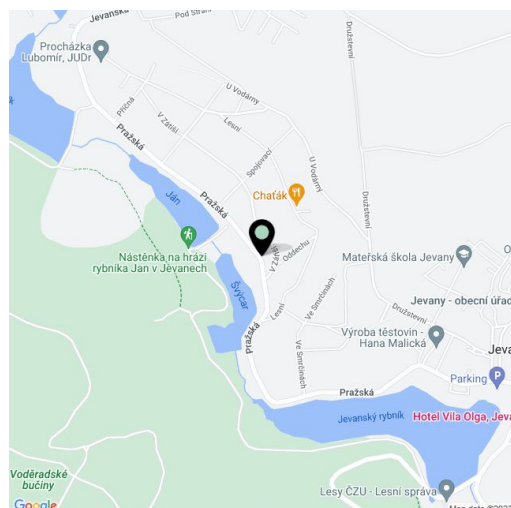 Jevanská
Pod Strání
Družstevní
Procházka
Lubomír, JUDr
U Vodárny
Příčná
V Zátiší
Lesní
Pražská
Spojovací
U Vodárny
Družstevní
Ján
Pražská
Chaťák
Nástěnka na hrázi
rybníka Jan v Jevanech
V Zátiší
Oddechu
Mateřská škola Jevany
Švýcar
Lesní
Ve Smrčinách
Jevany - obecní úřad
Družstevní
Pražská
Výroba těstovin -
Hana Malická
Ve Smrčinách
Parking
Pražská
Jevanský rybník
Hotel Vila Olga, Jeva
Voděradské
bučiny
Lesy ČZU - Lesní správa
Google